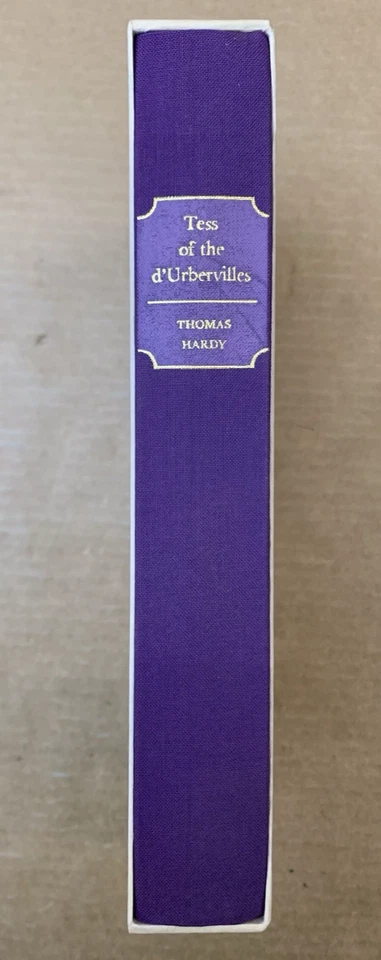 Tess
of the
d'Urbervilles
THOMAS
HARDY